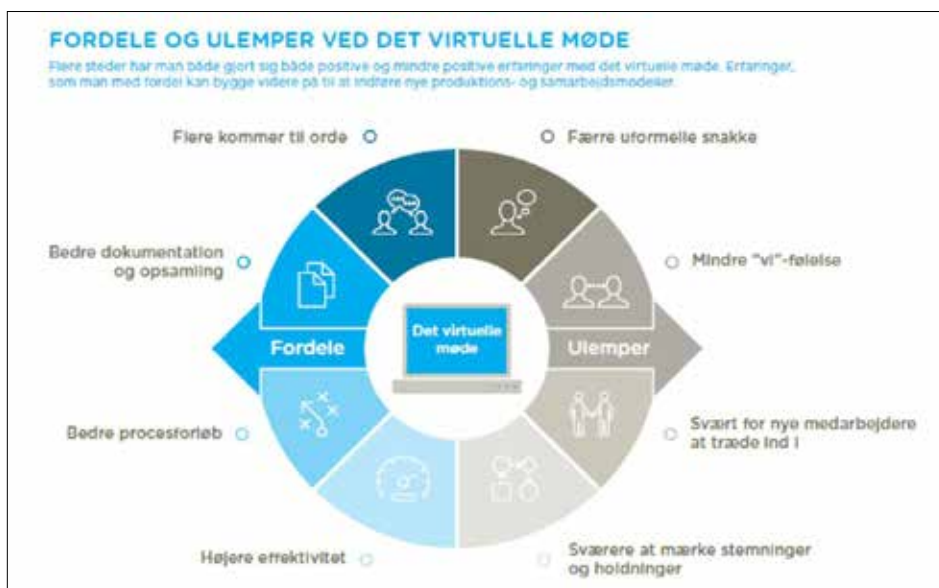 FORDELE OG ULEMPER VED DET VIRTUELLE MØDE
Flere steder har man både gjort sig både positive og mindre positive erfaringer med det virtuelle møde. Erfaringer,
som man med fordel kan bygge videre på til at indføre nye produktions- og samarbejdsmodeller.
Flere kommer til orde
Færre uformelle snakke
Bedre dokumentation
og opsamling
Mindre "vi"-følelse
Det virtuelle
møde
Fordele
Ulemper
Bedre procesforløb
Svært for nye medarbejdere
at træde ind i
Højere effektivitet
Sværere at mærke stemninger
og holdninger